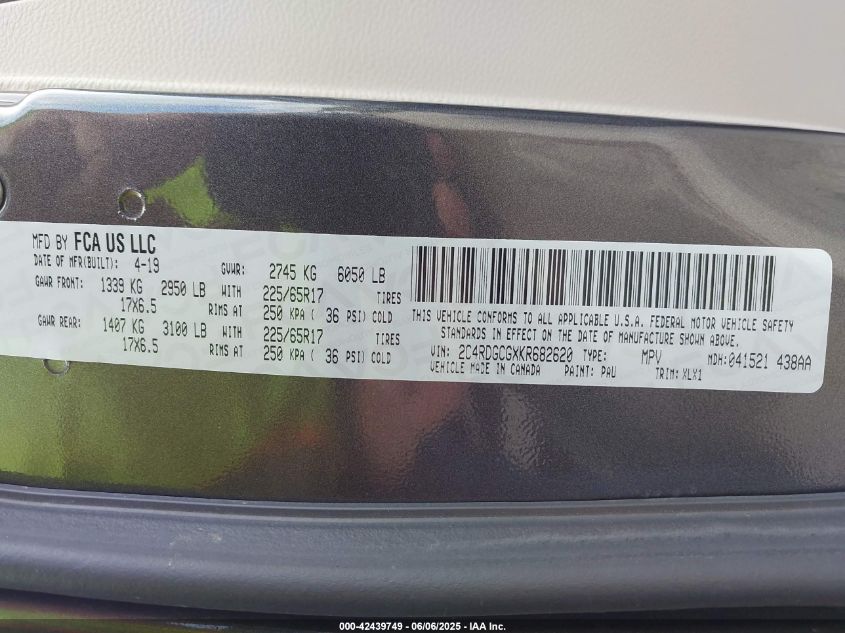 MFD BY FCA US LLC
DATE OF MFR(BUILT): 4-19 GVWR: 2745 KG 6050 LB
GAWR FRONT: 1339 KG 2950 LB WITH 225/65R17 TIRES
17X6.5 RIMS AT 250 KPA ( 36 PSI) COLD
GAWR REAR: 1407 KG 3100 LB WITH 225/65R17 TIRES
17X6.5 RIMS AT 250 KPA ( 36 PSI) COLD
THIS VEHICLE CONFORMS TO ALL APPLICABLE U.S.A. FEDERAL MOTOR VEHICLE SAFETY
STANDARDS IN EFFECT ON THE DATE OF MANUFACTURE SHOWN ABOVE.
VIN: 2C4RDGCGXKR682620 TYPE: MPV MDH:041521 438AA
VEHICLE MADE IN CANADA PAINT: PAU TRIM: XLX1
000-42439749 - 06/06/2025 - IAA Inc.